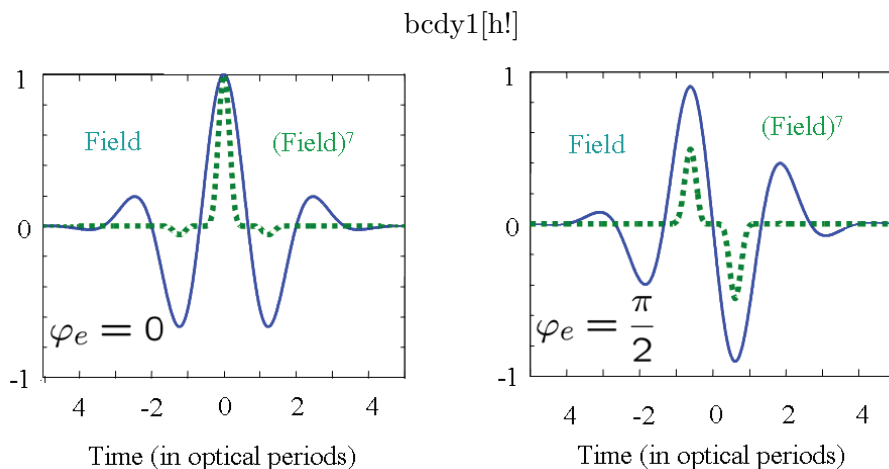 bcdy1[h!]
1
Field
(Field)⁷
0
φₑ = 0
-1
4 -2 0 2 4
Time (in optical periods)
1
Field
(Field)⁷
0
φₑ = π/2
-1
4 -2 0 2 4
Time (in optical periods)